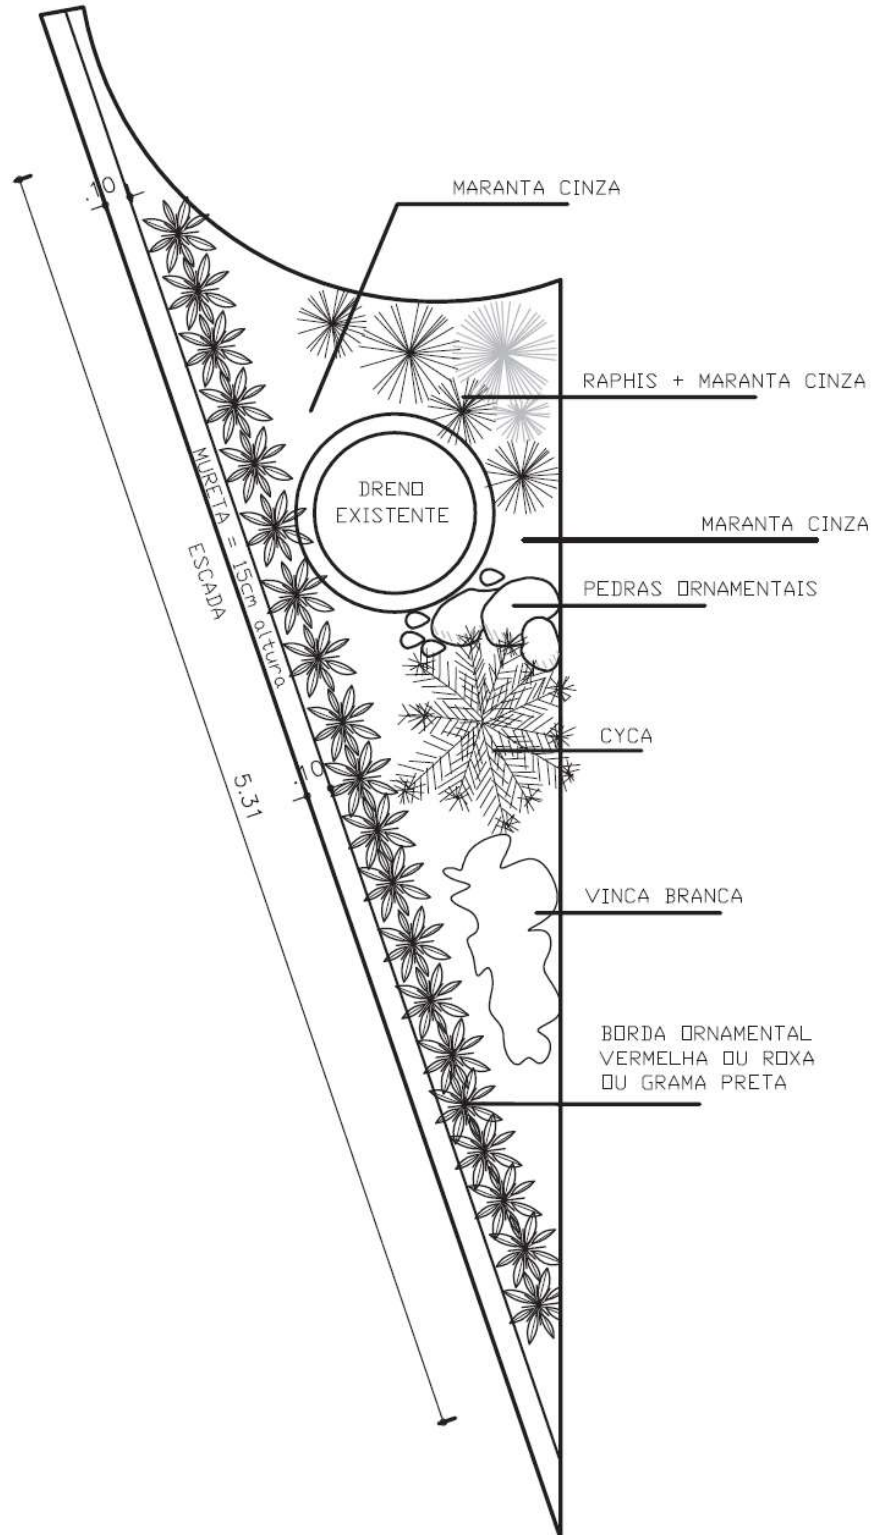 .10
MARANTA CINZA
RAPHIS + MARANTA CINZA
DRENO
EXISTENTE
MARANTA CINZA
MURETA = 15cm altura
ESCADA
PEDRAS ORNAMENTAIS
CYCA
.10
5.31
VINCA BRANCA
BORDA ORNAMENTAL
VERMELHA OU ROXA
OU GRAMA PRETA